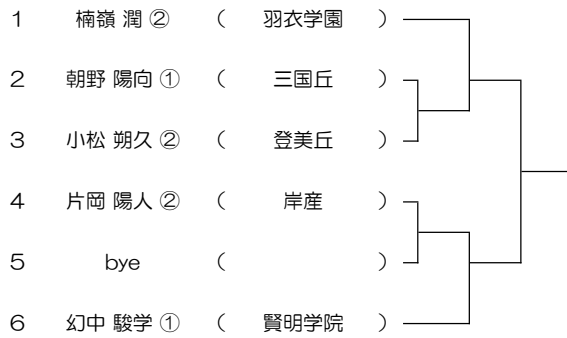 1 楠嶺 潤 ② ( 羽衣学園 )
2 朝野 陽向 ① ( 三国丘 )
3 小松 朔久 ② ( 登美丘 )
4 片岡 陽人 ② ( 岸産 )
5 bye ( )
6 幻中 駿学 ① ( 賢明学院 )